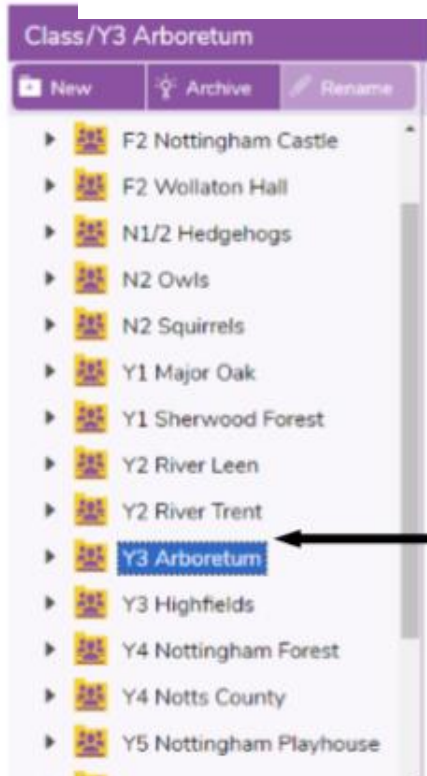 Class/Y3 Arboretum
New Archive Rename
F2 Nottingham Castle
F2 Wollaton Hall
N1/2 Hedgehogs
N2 Owls
N2 Squirrels
Y1 Major Oak
Y1 Sherwood Forest
Y2 River Leen
Y2 River Trent
Y3 Arboretum
Y3 Highfields
Y4 Nottingham Forest
Y4 Notts County
Y5 Nottingham Playhouse